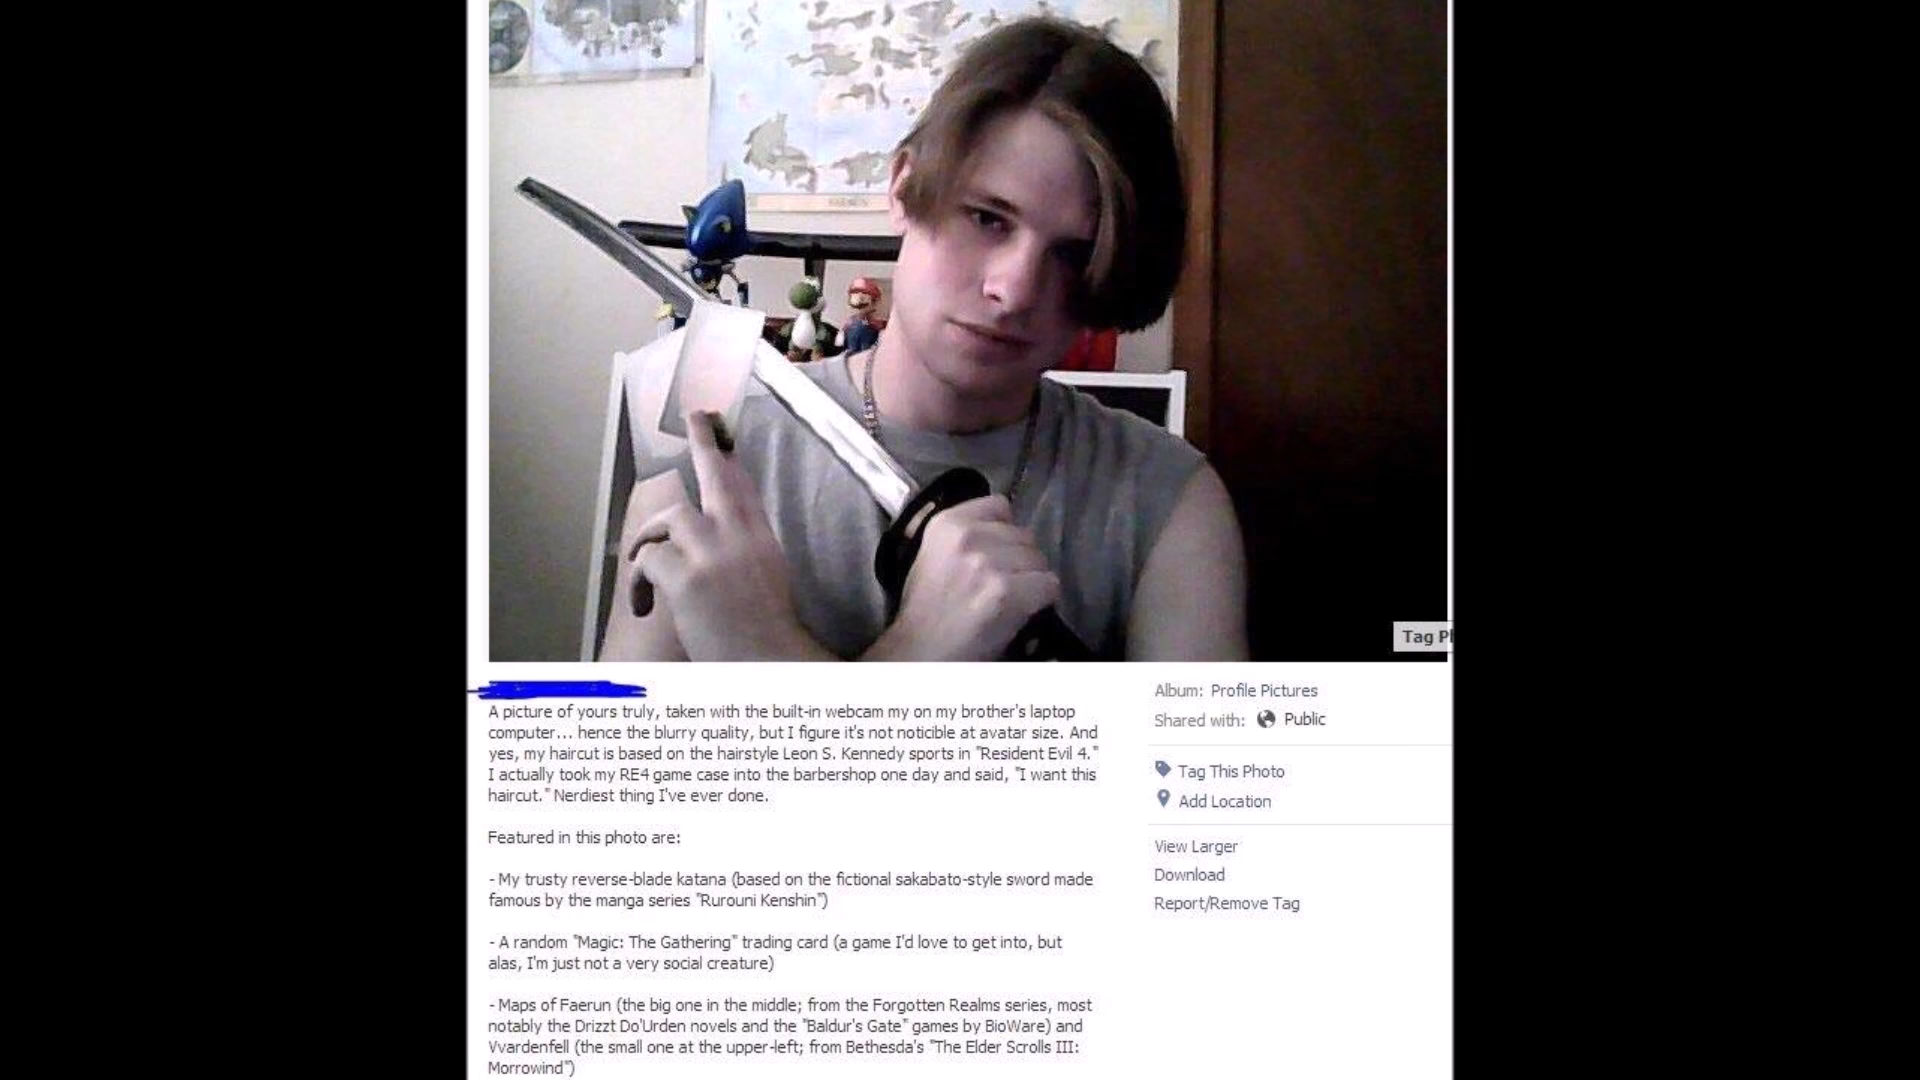 Tag Ph
A picture of yours truly, taken with the built-in webcam my on my brother's laptop
computer... hence the blurry quality, but I figure it's not noticible at avatar size. And
yes, my haircut is based on the hairstyle Leon S. Kennedy sports in "Resident Evil 4."
I actually took my RE4 game case into the barbershop one day and said, "I want this
haircut." Nerdiest thing I've ever done.
Featured in this photo are:
- My trusty reverse-blade katana (based on the fictional sakabato-style sword made
famous by the manga series "Rurouni Kenshin")
- A random "Magic: The Gathering" trading card (a game I'd love to get into, but
alas, I'm just not a very social creature)
- Maps of Faerun (the big one in the middle; from the Forgotten Realms series, most
notably the Drizzt Do'Urden novels and the "Baldur's Gate" games by BioWare) and
Vvardenfell (the small one at the upper-left; from Bethesda's "The Elder Scrolls III:
Morrowind")
Album: Profile Pictures
Shared with: Public
Tag This Photo
Add Location
View Larger
Download
Report/Remove Tag